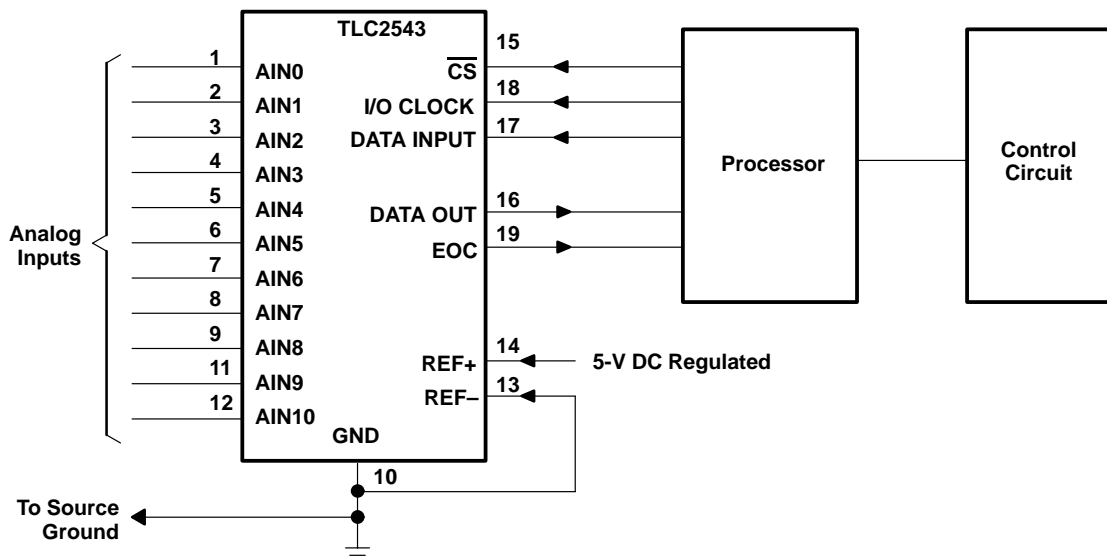 TLC2543
Analog
Inputs
1 AIN0
2 AIN1
3 AIN2
4 AIN3
5 AIN4
6 AIN5
7 AIN6
8 AIN7
9 AIN8
11 AIN9
12 AIN10
CS 15
I/O CLOCK 18
DATA INPUT 17
DATA OUT 16
EOC 19
REF+ 14
5-V DC Regulated
REF– 13
GND
10
To Source
Ground
Processor
Control
Circuit